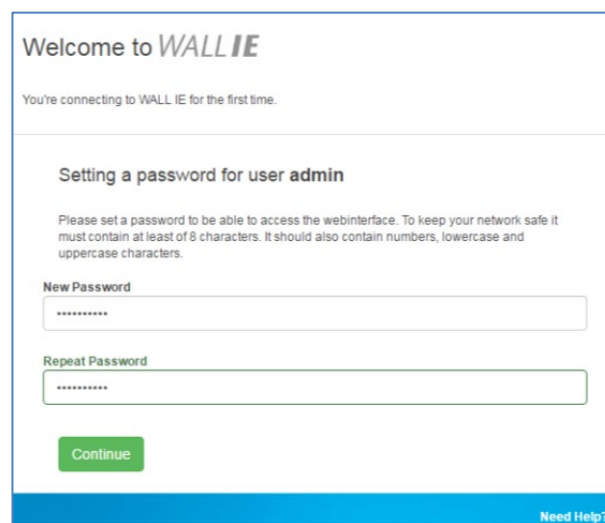 Welcome to WALL IE
You're connecting to WALL IE for the first time.
Setting a password for user admin
Please set a password to be able to access the webinterface. To keep your network safe it
must contain at least of 8 characters. It should also contain numbers, lowercase and
uppercase characters.
New Password
••••••••••
Repeat Password
••••••••••
Continue
Need Help?